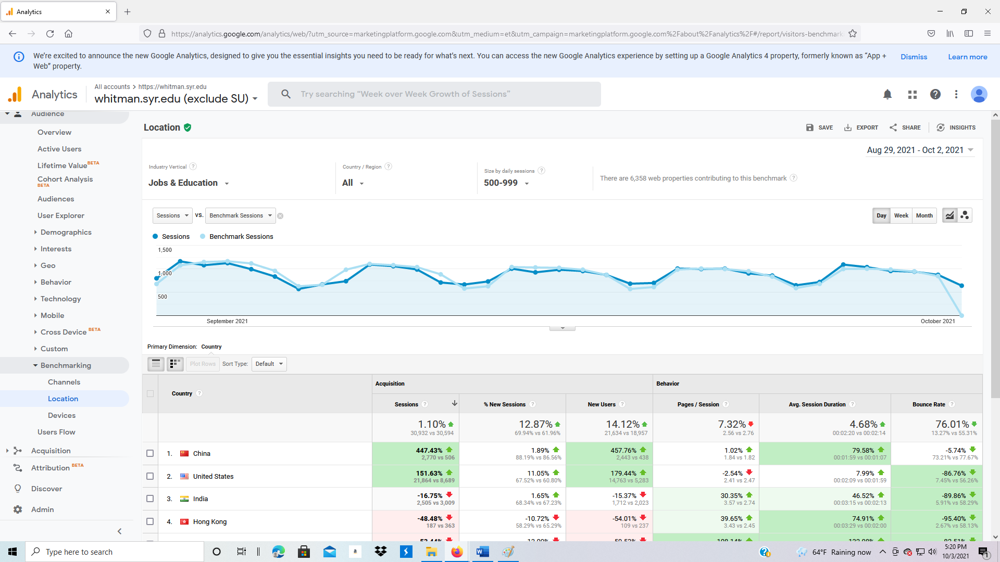 Analytics
https://analytics.google.com/analytics/web/?utm_source=marketingplatform.google.com&utm_medium=et&utm_campaign=marketingplatform.google.com%2Fabout%2Fanalytics%2F#/report/visitors-benchmark
We're excited to announce the new Google Analytics, designed to give you the essential insights you need to be ready for what's next. You can access the new Google Analytics experience by setting up a Google Analytics 4 property, formerly known as “App +
Web” property.
Dismiss
Learn more
Analytics
All accounts > https://whitman.syr.edu
whitman.syr.edu (exclude SU)
Try searching “Week over Week Growth of Sessions”
Audience
Overview
Active Users
Lifetime Value BETA
Cohort Analysis
BETA
Audiences
User Explorer
Demographics
Interests
Geo
Behavior
Technology
Mobile
Cross Device BETA
Custom
Benchmarking
Channels
Location
Devices
Users Flow
Acquisition
Attribution BETA
Discover
Admin
Location
SAVE
EXPORT
SHARE
INSIGHTS
Aug 29, 2021 - Oct 2, 2021
Industry Vertical
Jobs & Education
Country / Region
All
Size by daily sessions
500-999
There are 6,358 web properties contributing to this benchmark
Sessions vs. Benchmark Sessions
Day Week Month
Sessions Benchmark Sessions
1,500
1,000
500
September 2021
October 2021
Primary Dimension: Country
Plot Rows Sort Type: Default
Country
Acquisition
Behavior
Sessions
% New Sessions
New Users
Pages / Session
Avg. Session Duration
Bounce Rate
1.10% 12.87% 14.12% 7.32% 4.68% 76.01%
30,932 vs 30,594 69.94% vs 61.96% 21,634 vs 18,957 2.56 vs 2.76 00:02:20 vs 00:02:14 13.27% vs 55.31%
1. China 447.43% 1.89% 457.76% 1.02% 79.58% -5.74%
2,770 vs 506 88.19% vs 86.56% 2,443 vs 438 1.84 vs 1.82 00:01:59 vs 00:01:07 73.21% vs 77.67%
2. United States 151.63% 11.05% 179.44% -2.54% 7.99% -86.76%
21,864 vs 8,689 67.52% vs 60.80% 14,763 vs 5,283 2.41 vs 2.47 00:02:09 vs 00:01:59 7.45% vs 56.26%
3. India -16.75% 1.65% -15.37% 30.35% 46.52% -89.86%
2,505 vs 3,009 68.34% vs 67.23% 1,712 vs 2,023 3.57 vs 2.74 00:03:15 vs 00:02:13 5.91% vs 58.29%
4. Hong Kong -48.48% -10.72% -54.01% 39.65% 74.91% -95.40%
187 vs 363 58.29% vs 65.29% 109 vs 237 3.43 vs 2.45 00:03:29 vs 00:02:00 2.67% vs 58.13%
Type here to search
64°F Raining now
5:20 PM
10/3/2021